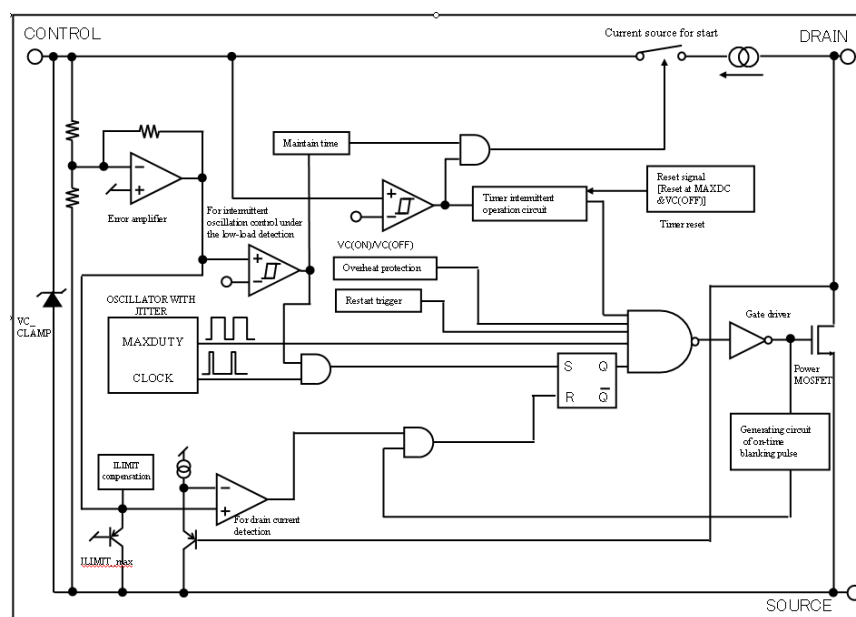 CONTROL
Current source for start
DRAIN
Maintain time
Error amplifier
For intermittent
oscillation control under
the low-load detection
VC(ON)/VC(OFF)
Timer intermittent
operation circuit
Reset signal
[Reset at MAXDC
&VC(OFF)]
Timer reset
Overheat protection
Restart trigger
OSCILLATOR WITH
JITTER
MAXDUTY
CLOCK
VC_
CLAMP
Gate driver
Power
MOSFET
S Q
R Q
Generating circuit
of on-time
blanking pulse
ILIMIT
compensation
For drain current
detection
ILIMIT_max
SOURCE